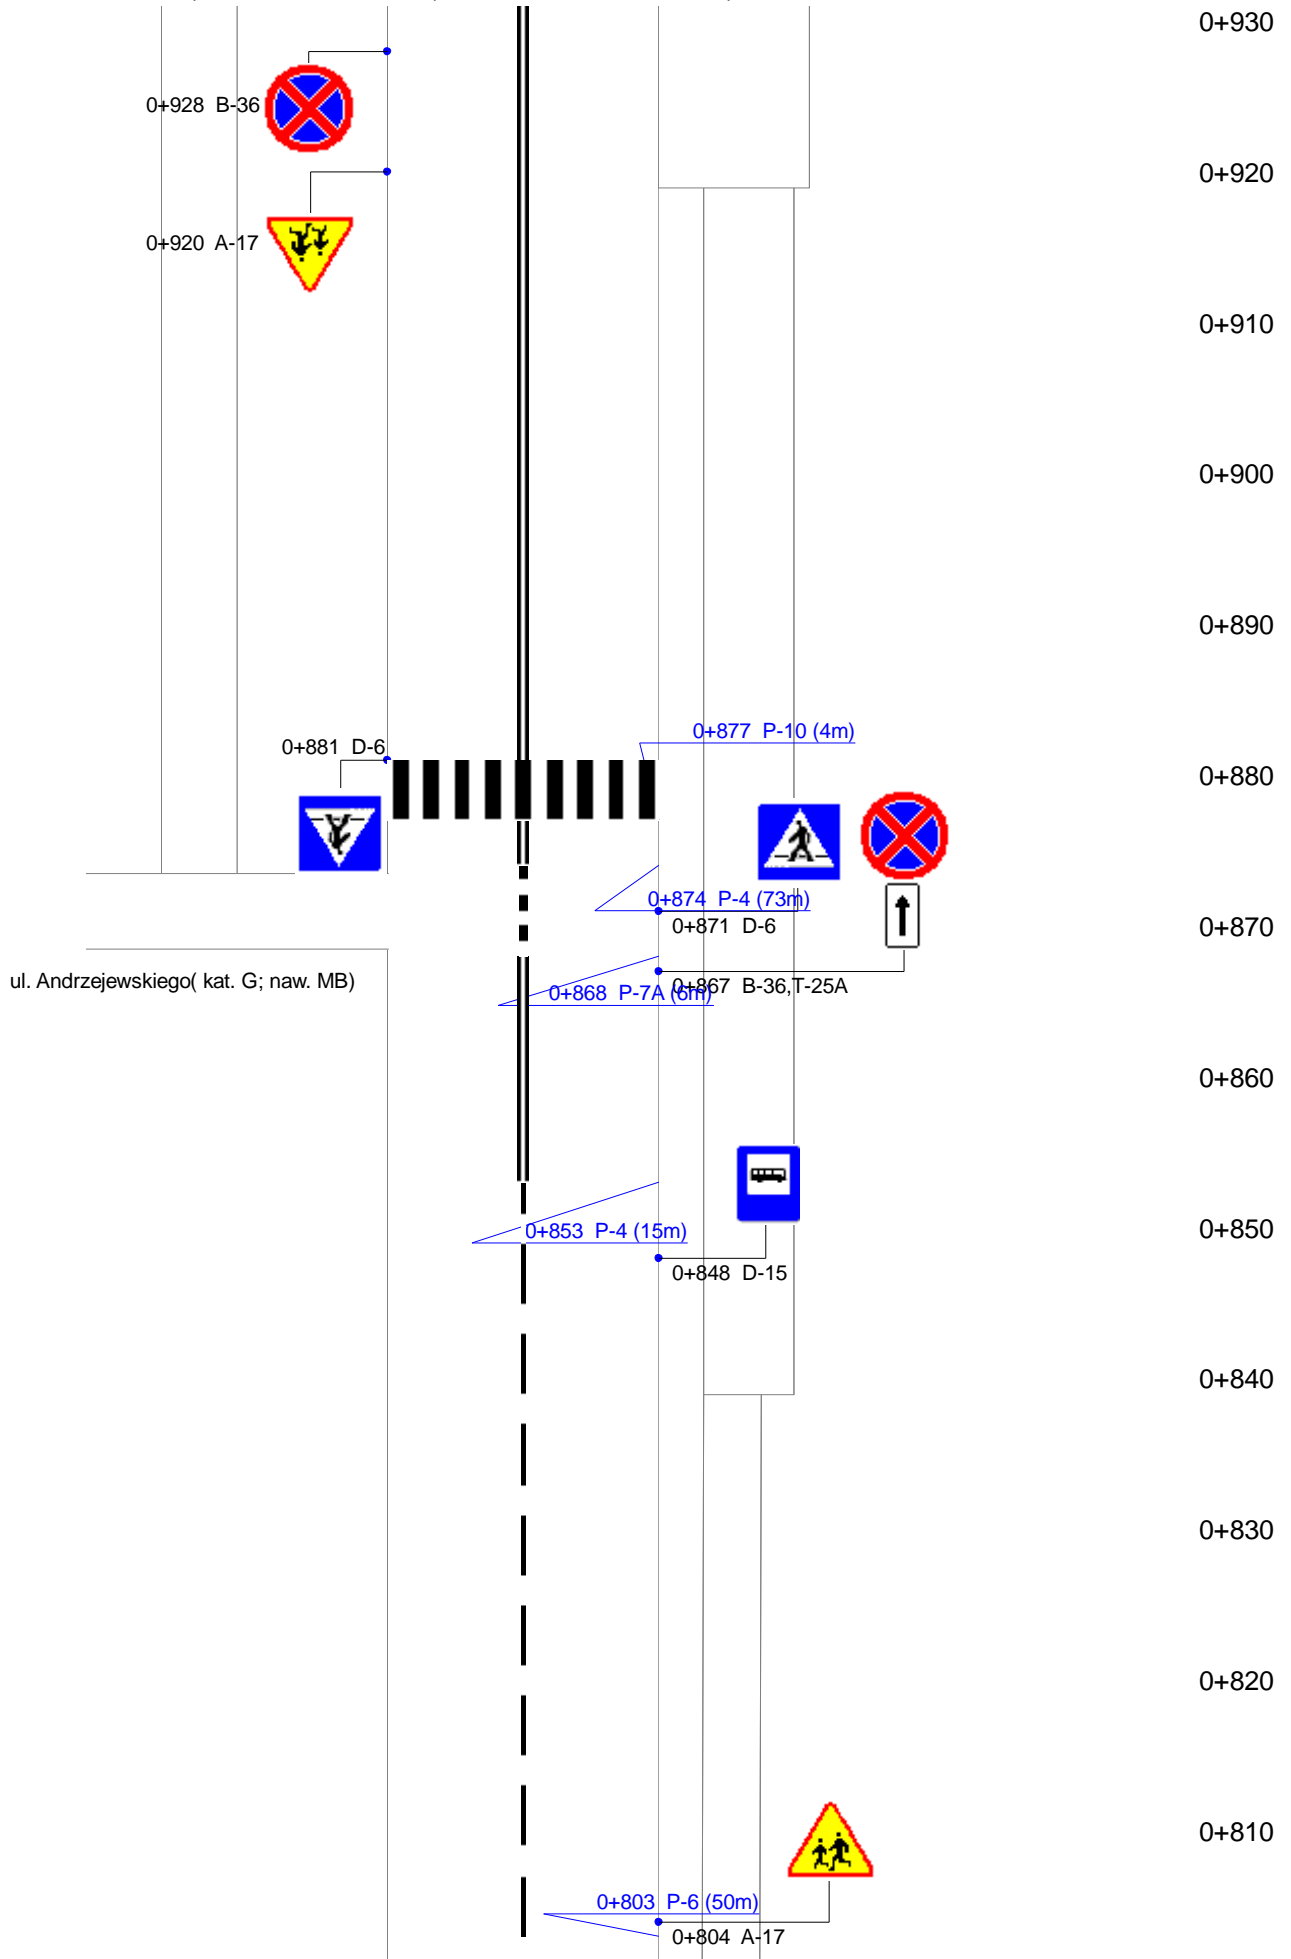 0+930
0+928 B-36
0+920
0+920 A-17
0+910
0+900
0+890
0+877 P-10 (4m)
0+881 D-6
0+880
0+874 P-4 (73m)
0+871 D-6
0+870
ul. Andrzejewskiego( kat. G; naw. MB)
0+868 P-7A (6m)
0+867 B-36,T-25A
0+860
0+853 P-4 (15m)
0+850
0+848 D-15
0+840
0+830
0+820
0+810
0+803 P-6 (50m)
0+804 A-17